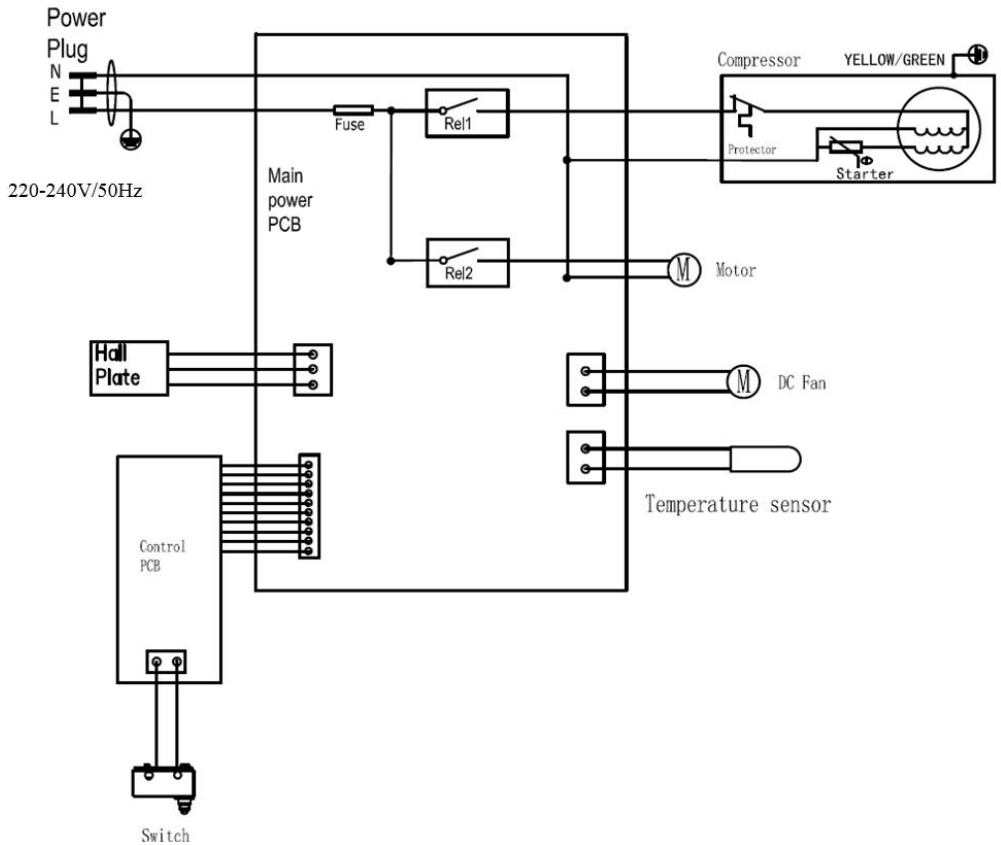 Power
Plug
N
E
L
220-240V/50Hz
Fuse
Rel1
Compressor
YELLOW/GREEN
Protector
Starter
Main
power
PCB
Rel2
M
Motor
Hall
Plate
M
DC Fan
Temperature sensor
Control
PCB
Switch